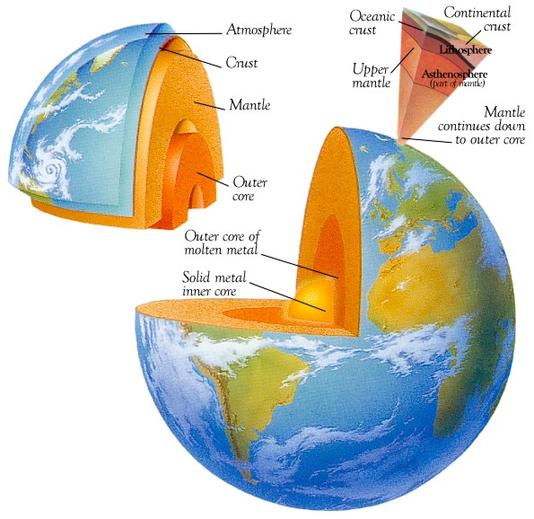 Atmosphere
Crust
Mantle
Outer
core
Oceanic
crust
Continental
crust
Lithosphere
Upper
mantle
Asthenosphere
(part of mantle)
Mantle
continues down
to outer core
Outer core of
molten metal
Solid metal
inner core